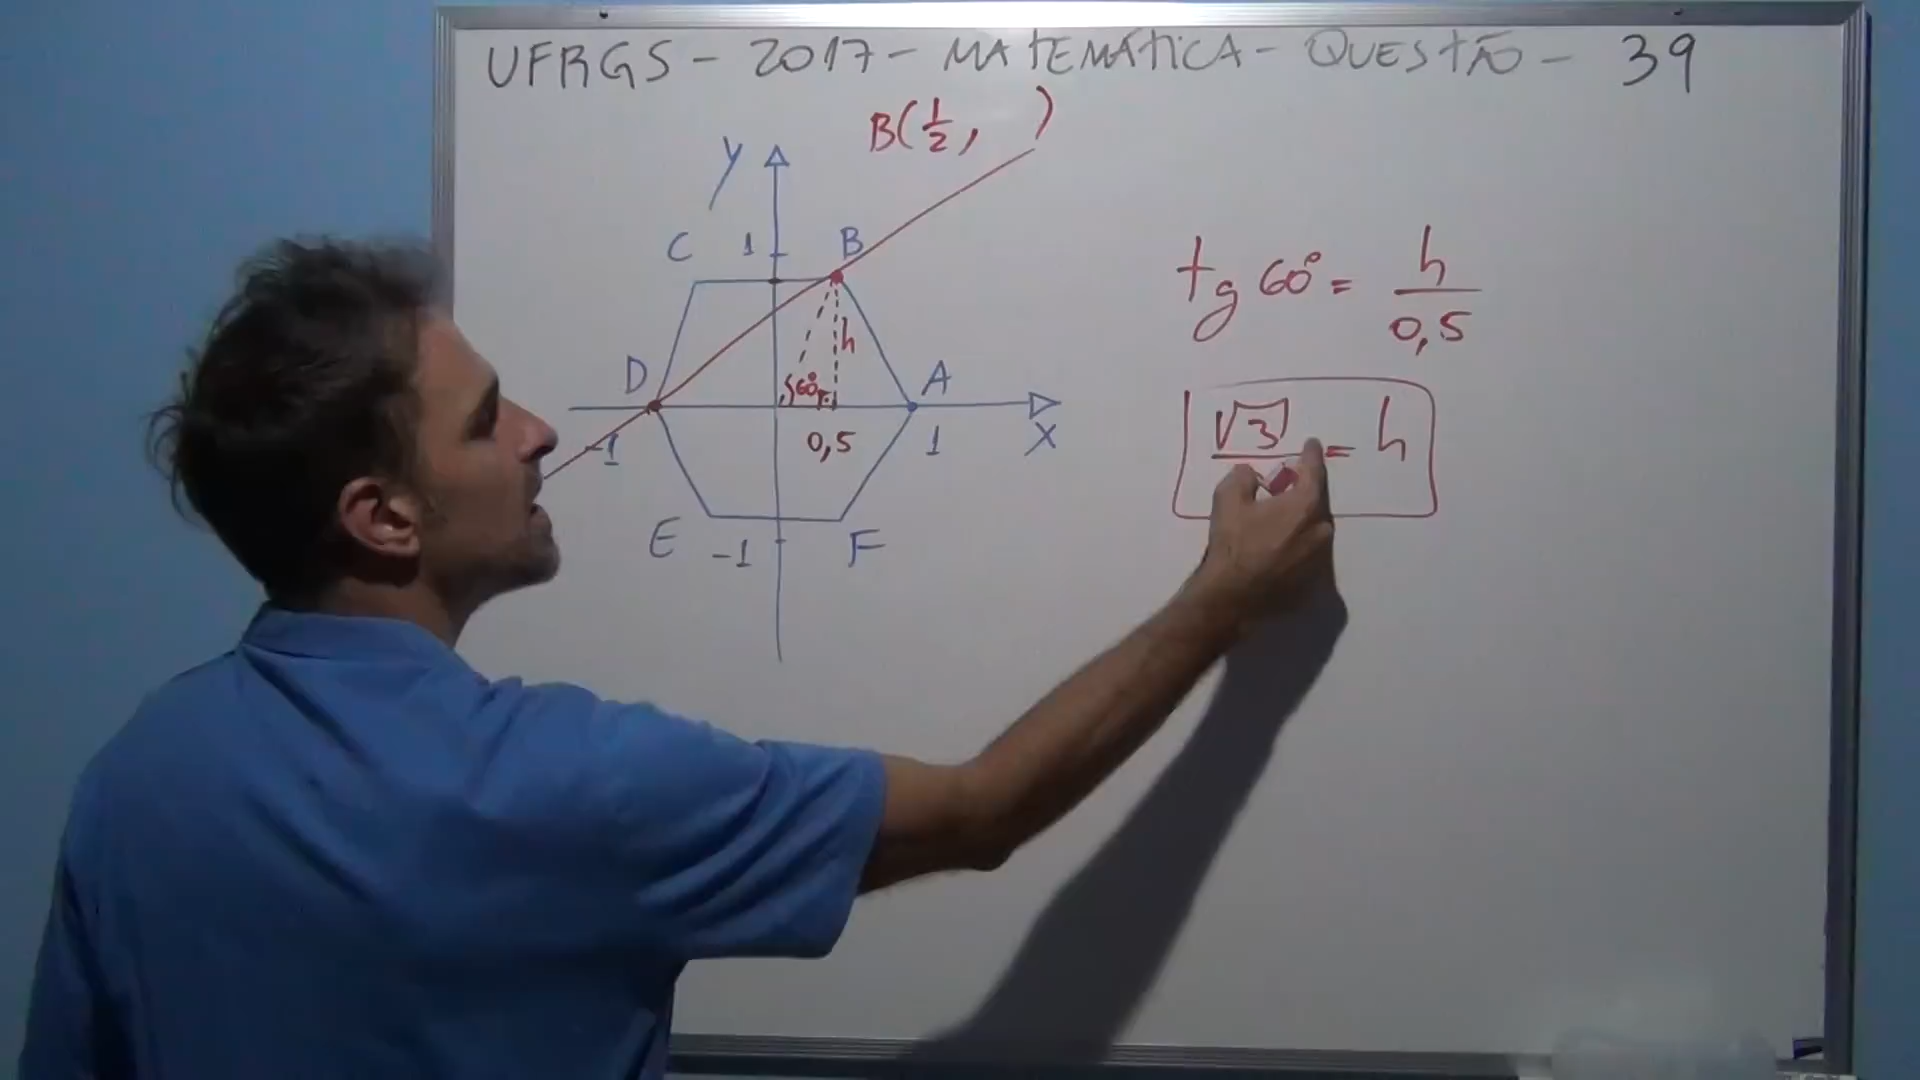 UFRGS - 2017 - MATEMÁTICA - QUESTÃO - 39
B(1/2, )
y
C 1 B
tg 60° = h/0,5
h
D 60° A
-1 0,5 1 X
√3 = h
E -1 F